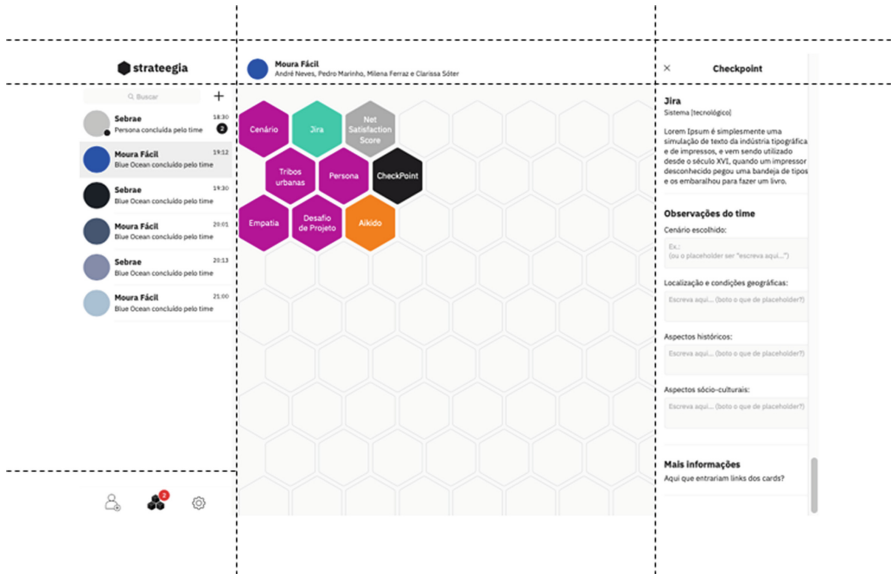 strateegia
Buscar
+
Sebrae 18:30
Persona concluída pelo time 2
Moura Fácil 19:12
Blue Ocean concluído pelo time
Sebrae 19:30
Blue Ocean concluído pelo time
Moura Fácil 20:01
Blue Ocean concluído pelo time
Sebrae 20:13
Blue Ocean concluído pelo time
Moura Fácil 21:00
Blue Ocean concluído pelo time
2
Moura Fácil
André Neves, Pedro Marinho, Milena Ferraz e Clarissa Sóter
Cenário
Jira
Net
Satisfaction
Score
Tribos
urbanas
Persona
CheckPoint
Empatia
Desafio
de Projeto
Aikido
× Checkpoint
Jira
Sistema [tecnológico]
Lorem Ipsum é simplesmente uma
simulação de texto da indústria tipográfica
e de impressos, e vem sendo utilizado
desde o século XVI, quando um impressor
desconhecido pegou uma bandeja de tipos
e os embaralhou para fazer um livro.
Observações do time
Cenário escolhido:
Ex.:
(ou o placeholder ser "escreva aqui...")
Localização e condições geográficas:
Escreva aqui... (boto o que de placeholder?)
Aspectos históricos:
Escreva aqui... (boto o que de placeholder?)
Aspectos sócio-culturais:
Escreva aqui... (boto o que de placeholder?)
Mais informações
Aqui que entrariam links dos cards?